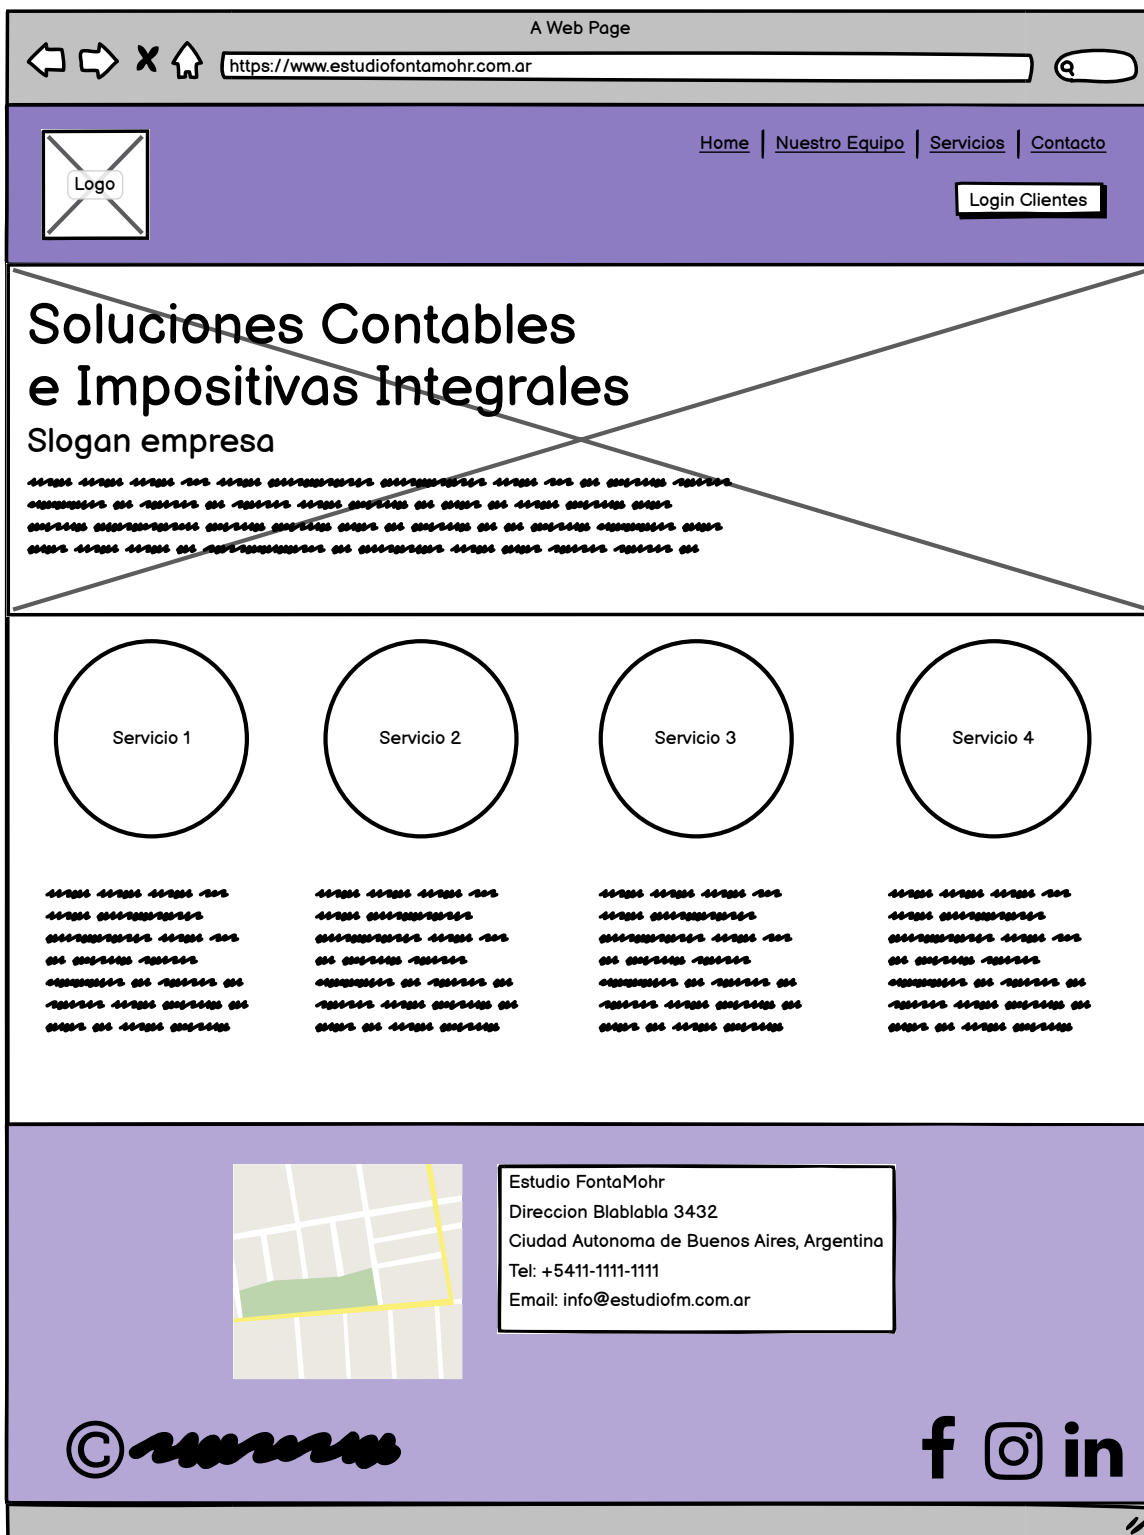 A Web Page
https://www.estudiofontamohr.com.ar
Logo
Home
Nuestro Equipo
Servicios
Contacto
Login Clientes
Soluciones Contables
e Impositivas Integrales
Slogan empresa
Servicio 1
Servicio 2
Servicio 3
Servicio 4
Estudio FontaMohr
Direccion Blablabla 3432
Ciudad Autonoma de Buenos Aires, Argentina
Tel: +5411-1111-1111
Email: info@estudiofm.com.ar
©